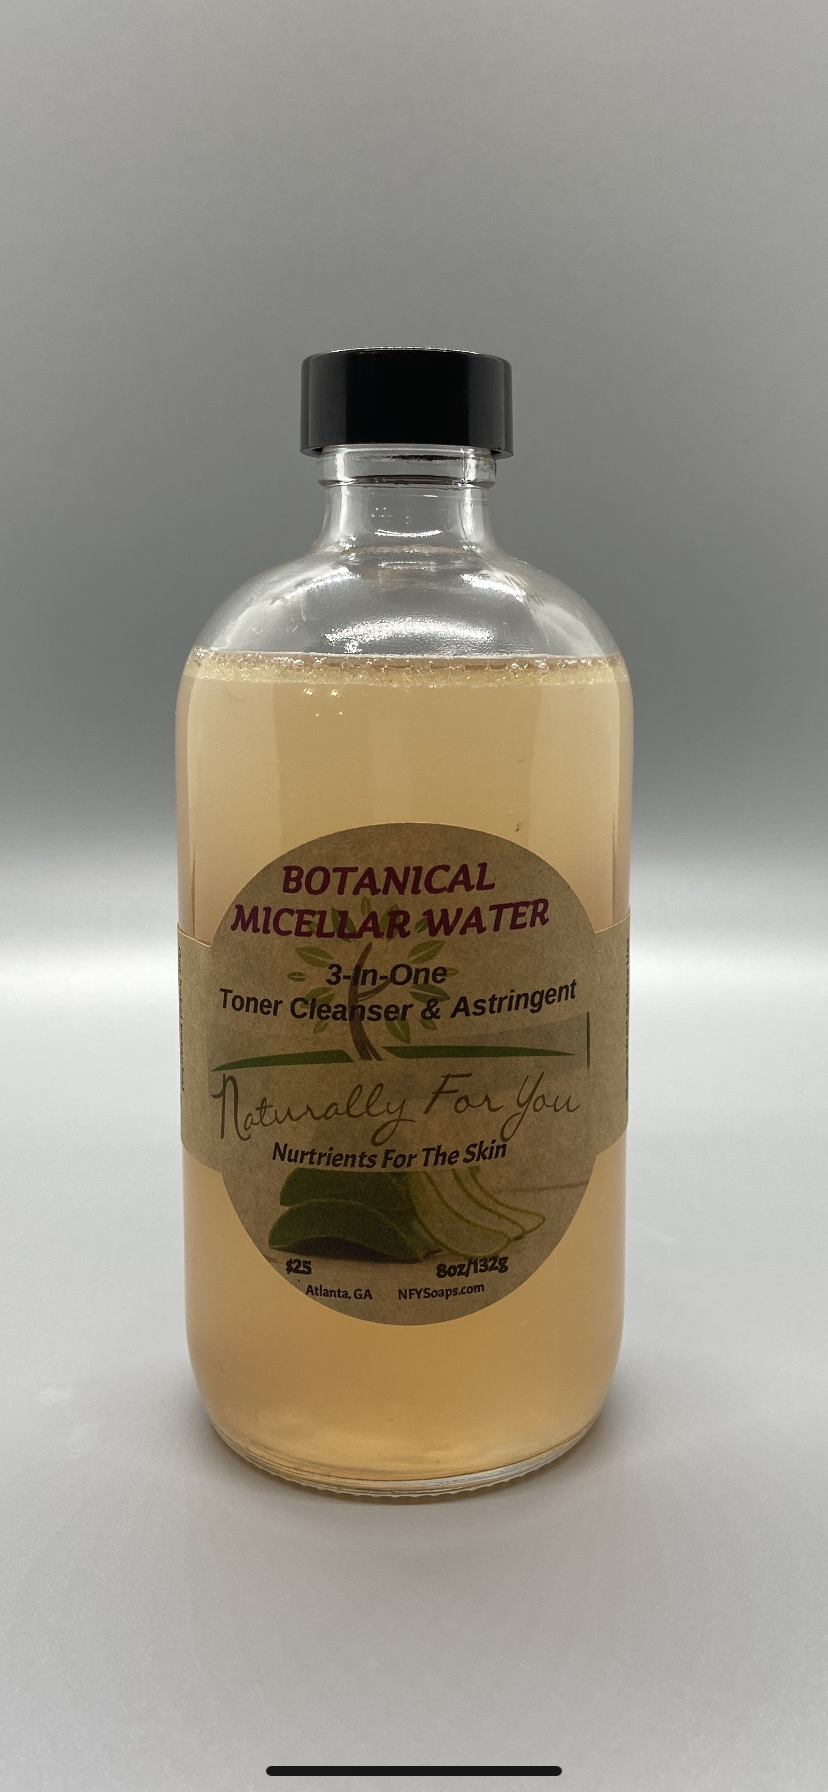 BOTANICAL
MICELLAR WATER
3-In-One
Toner Cleanser & Astringent
Naturally For You
Nurtrients For The Skin
$25 8oz/132g
Atlanta, GA NFYSoaps.com